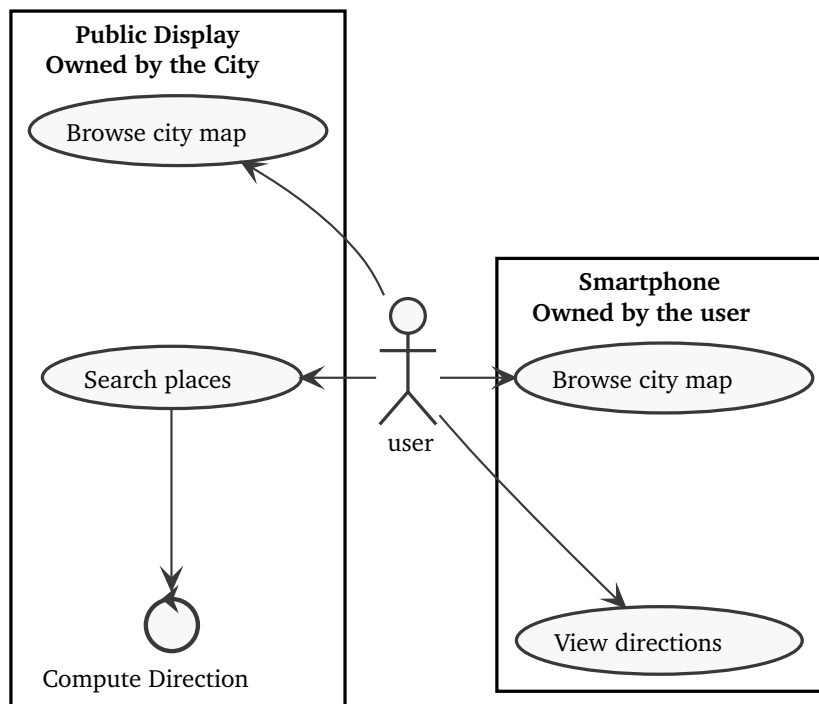 Public Display
Owned by the City
Browse city map
Search places
Compute Direction
user
Smartphone
Owned by the user
Browse city map
View directions